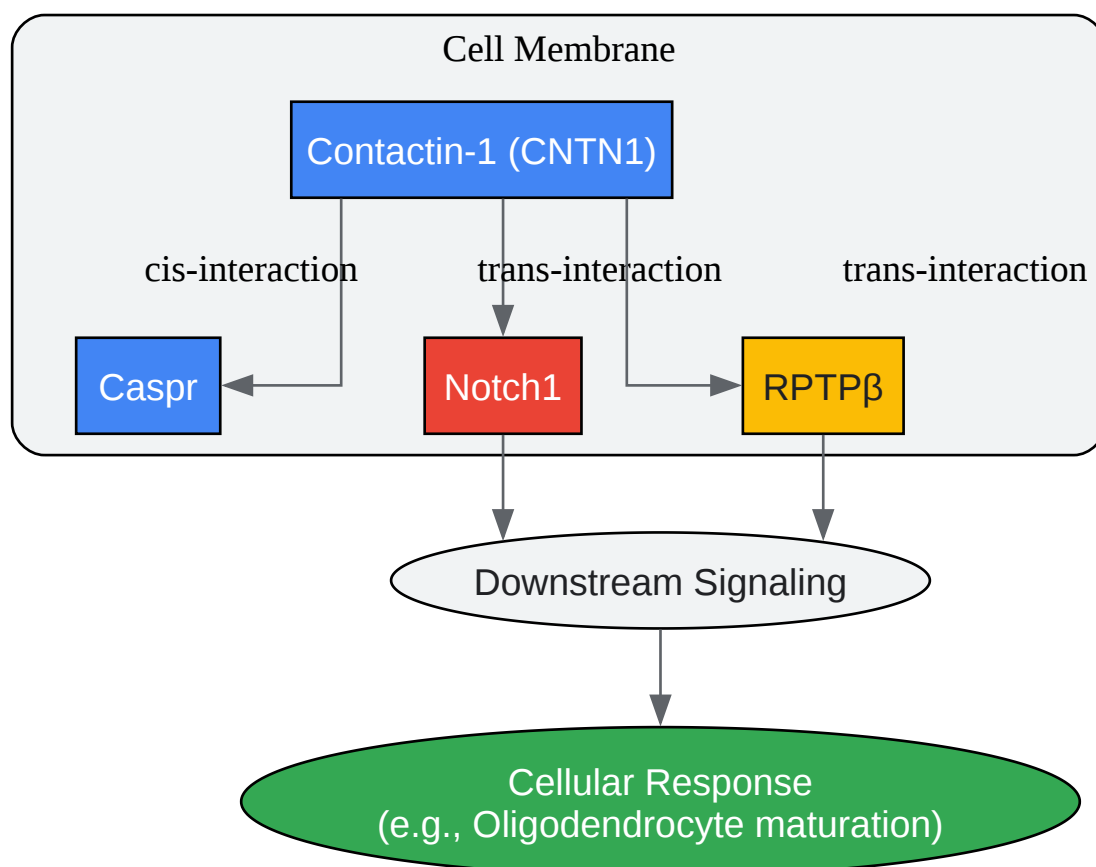 Cell Membrane
Contactin-1 (CNTN1)
cis-interaction
trans-interaction
trans-interaction
Caspr
Notch1
RPTPβ
Downstream Signaling
Cellular Response
(e.g., Oligodendrocyte maturation)